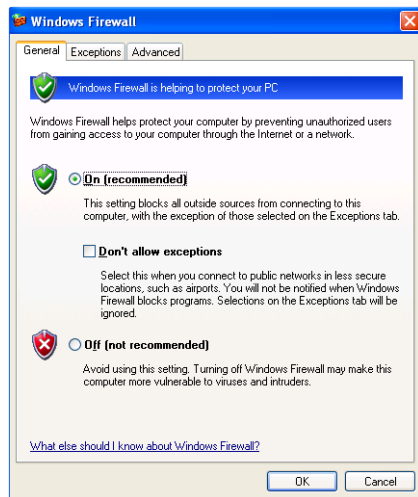 Windows Firewall
General
Exceptions
Advanced
Windows Firewall is helping to protect your PC
Windows Firewall helps protect your computer by preventing unauthorized users
from gaining access to your computer through the Internet or a network.
On (recommended)
This setting blocks all outside sources from connecting to this
computer, with the exception of those selected on the Exceptions tab.
Don't allow exceptions
Select this when you connect to public networks in less secure
locations, such as airports. You will not be notified when Windows
Firewall blocks programs. Selections on the Exceptions tab will be
ignored.
Off (not recommended)
Avoid using this setting. Turning off Windows Firewall may make this
computer more vulnerable to viruses and intruders.
What else should I know about Windows Firewall?
OK
Cancel